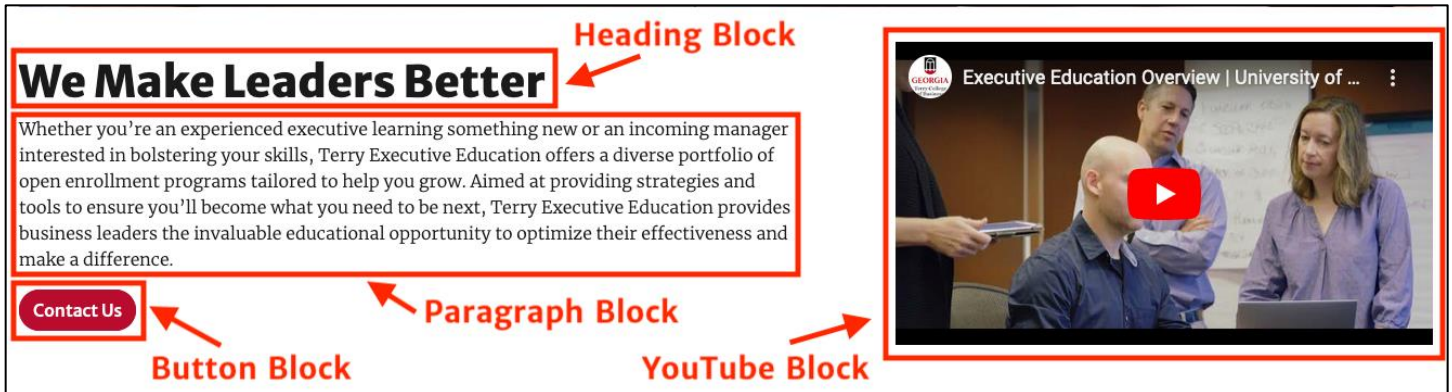 Heading Block
We Make Leaders Better
Whether you’re an experienced executive learning something new or an incoming manager
interested in bolstering your skills, Terry Executive Education offers a diverse portfolio of
open enrollment programs tailored to help you grow. Aimed at providing strategies and
tools to ensure you’ll become what you need to be next, Terry Executive Education provides
business leaders the invaluable educational opportunity to optimize their effectiveness and
make a difference.
Contact Us
Paragraph Block
Button Block
GEORGIA
Terry College
of Business
Executive Education Overview | University of ...
YouTube Block